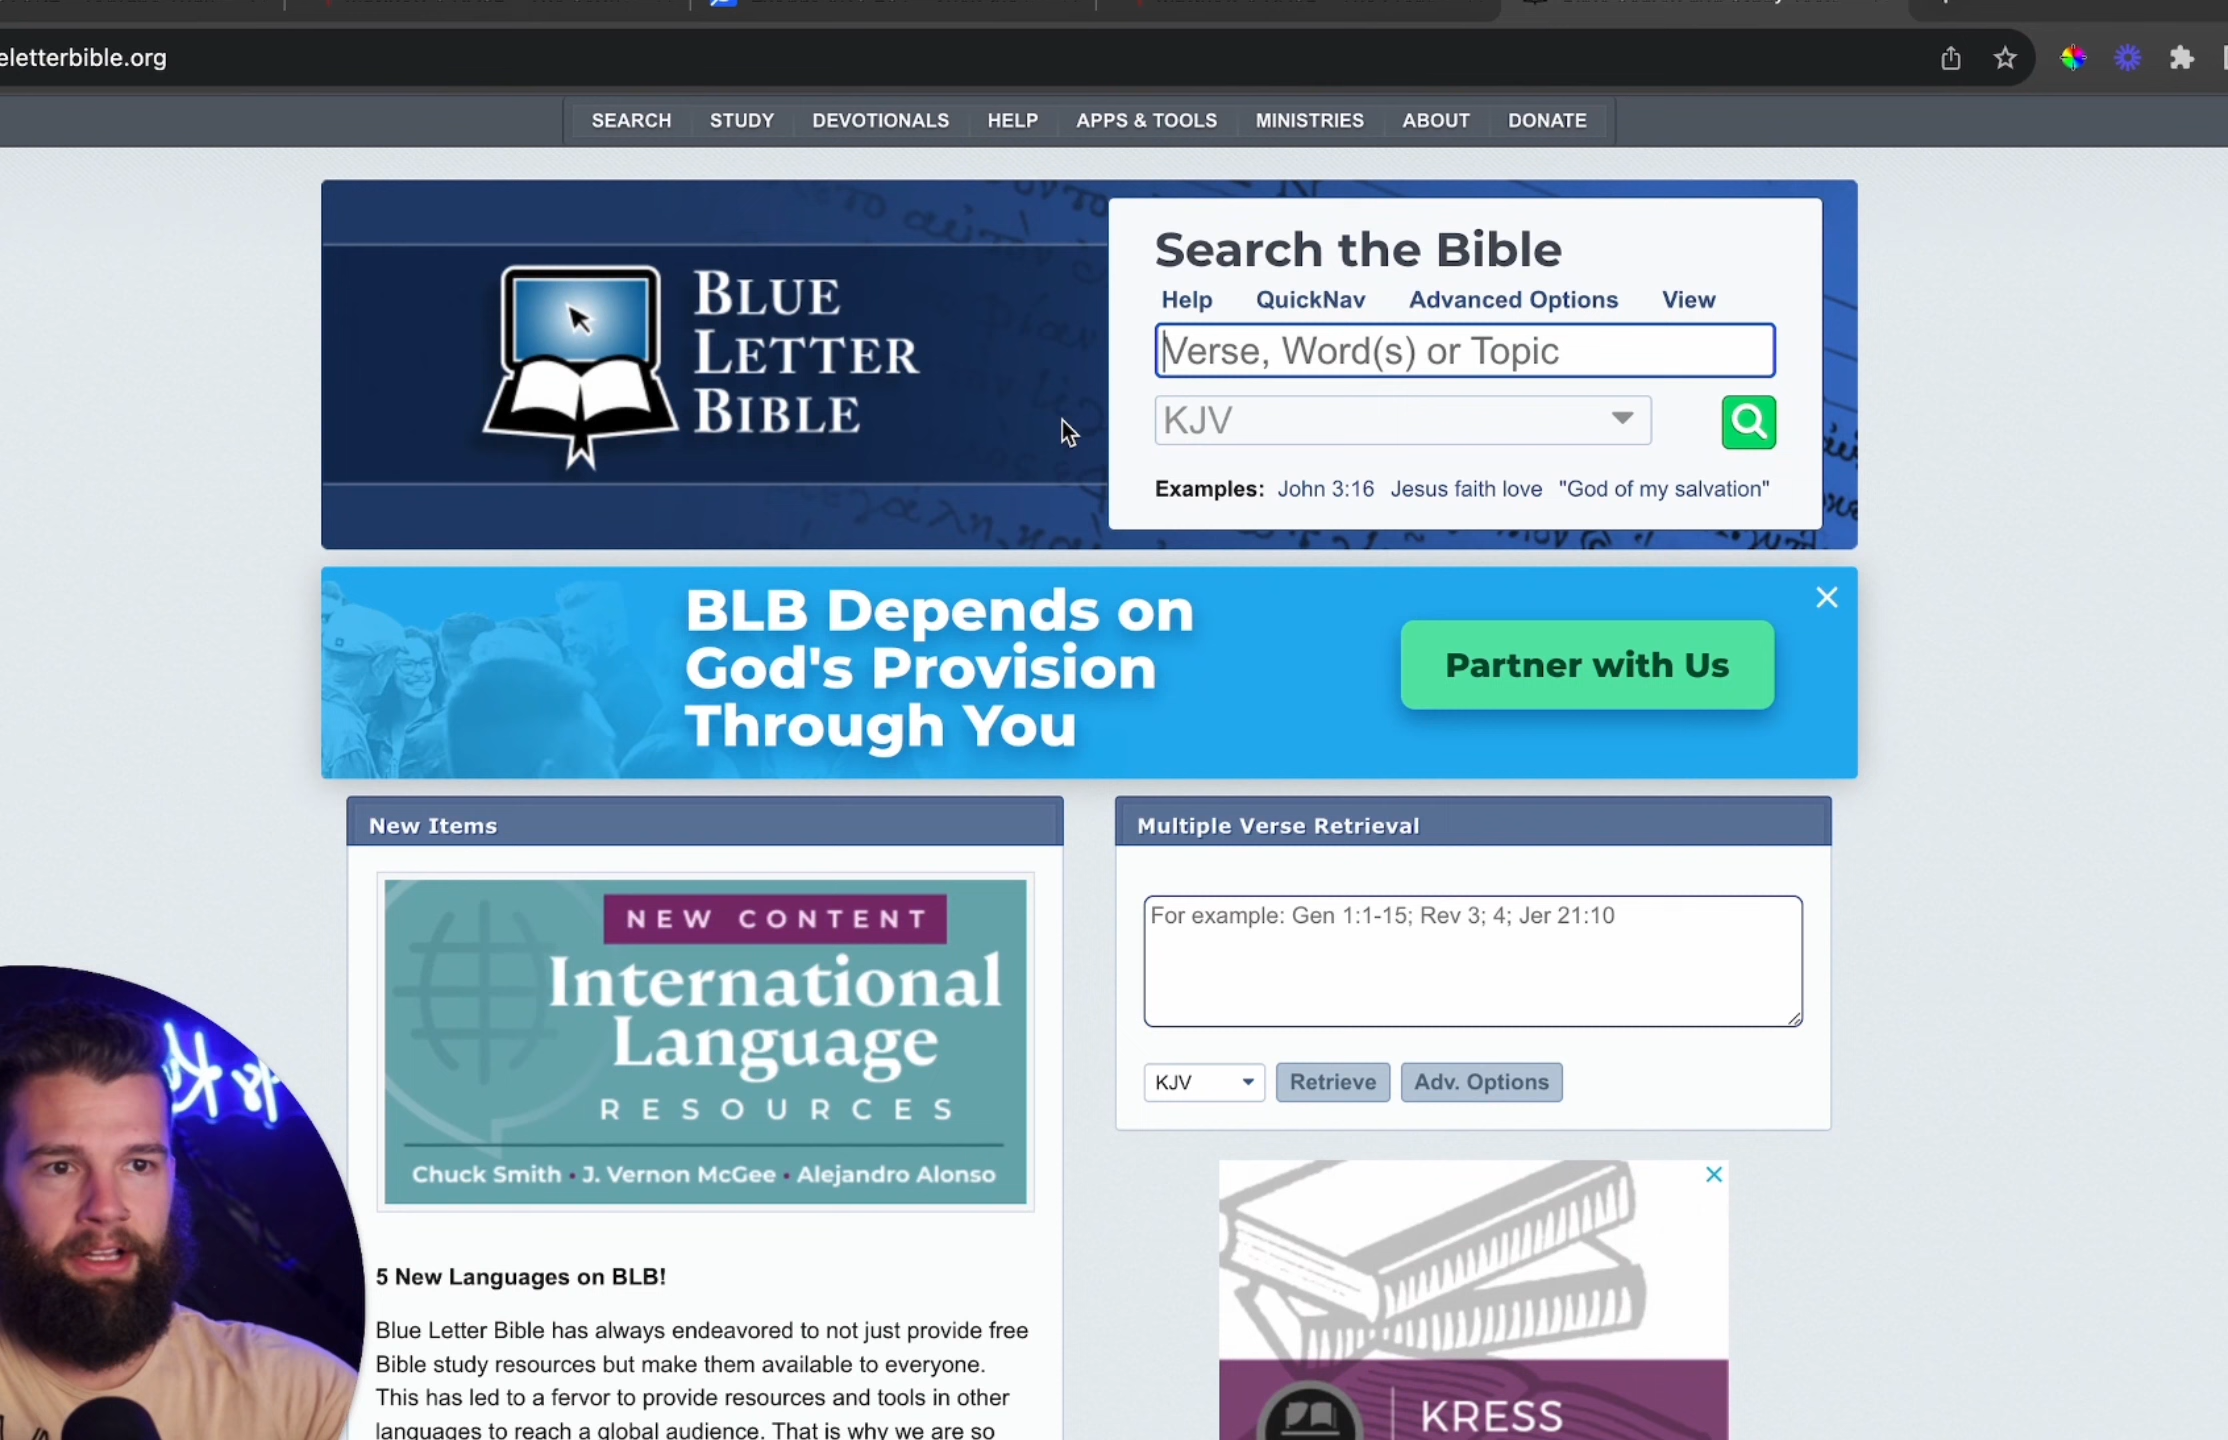 eletterbible.org
SEARCH STUDY DEVOTIONALS HELP APPS & TOOLS MINISTRIES ABOUT DONATE
BLUE
LETTER
BIBLE
Search the Bible
Help QuickNav Advanced Options View
Verse, Word(s) or Topic
KJV
Examples: John 3:16 Jesus faith love "God of my salvation"
BLB Depends on
God's Provision
Through You
Partner with Us
New Items
NEW CONTENT
International
Language
RESOURCES
Chuck Smith • J. Vernon McGee • Alejandro Alonso
5 New Languages on BLB!
Blue Letter Bible has always endeavored to not just provide free
Bible study resources but make them available to everyone.
This has led to a fervor to provide resources and tools in other
languages to reach a global audience. That is why we are so
Multiple Verse Retrieval
For example: Gen 1:1-15; Rev 3; 4; Jer 21:10
KJV Retrieve Adv. Options
KRESS